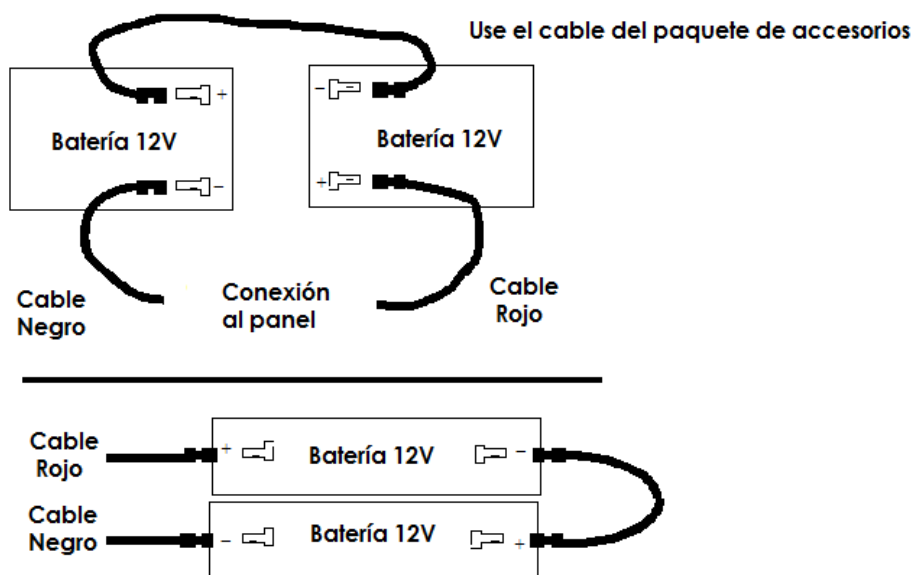 Use el cable del paquete de accesorios
+
−
Batería 12V
Batería 12V
−
+
Cable
Negro
Conexión
al panel
Cable
Rojo
Cable
Rojo
+
Batería 12V
−
Cable
Negro
−
Batería 12V
+